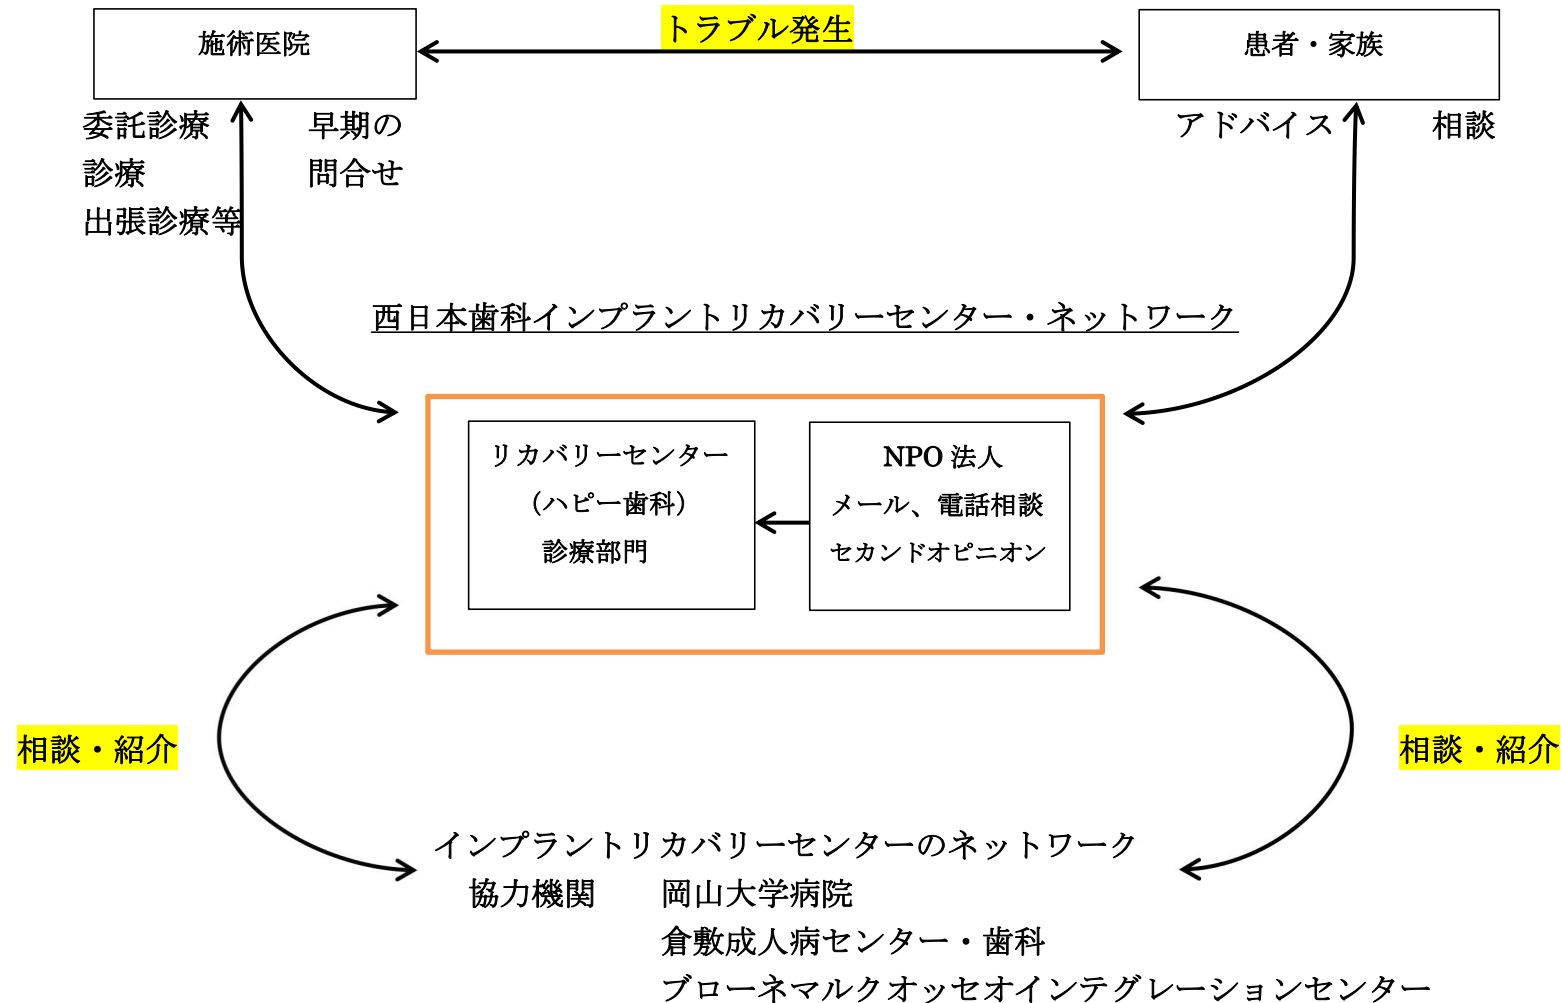 トラブル発生
施術医院
患者・家族
委託診療
診療
出張診療等
早期の
問合せ
アドバイス
相談
西日本歯科インプラントリカバリーセンター・ネットワーク
リカバリーセンター
（ハピー歯科）
診療部門
NPO 法人
メール、電話相談
セカンドオピニオン
相談・紹介
相談・紹介
インプラントリカバリーセンターのネットワーク
協力機関　　岡山大学病院
倉敷成人病センター・歯科
ブローネマルクオッセオインテグレーションセンター